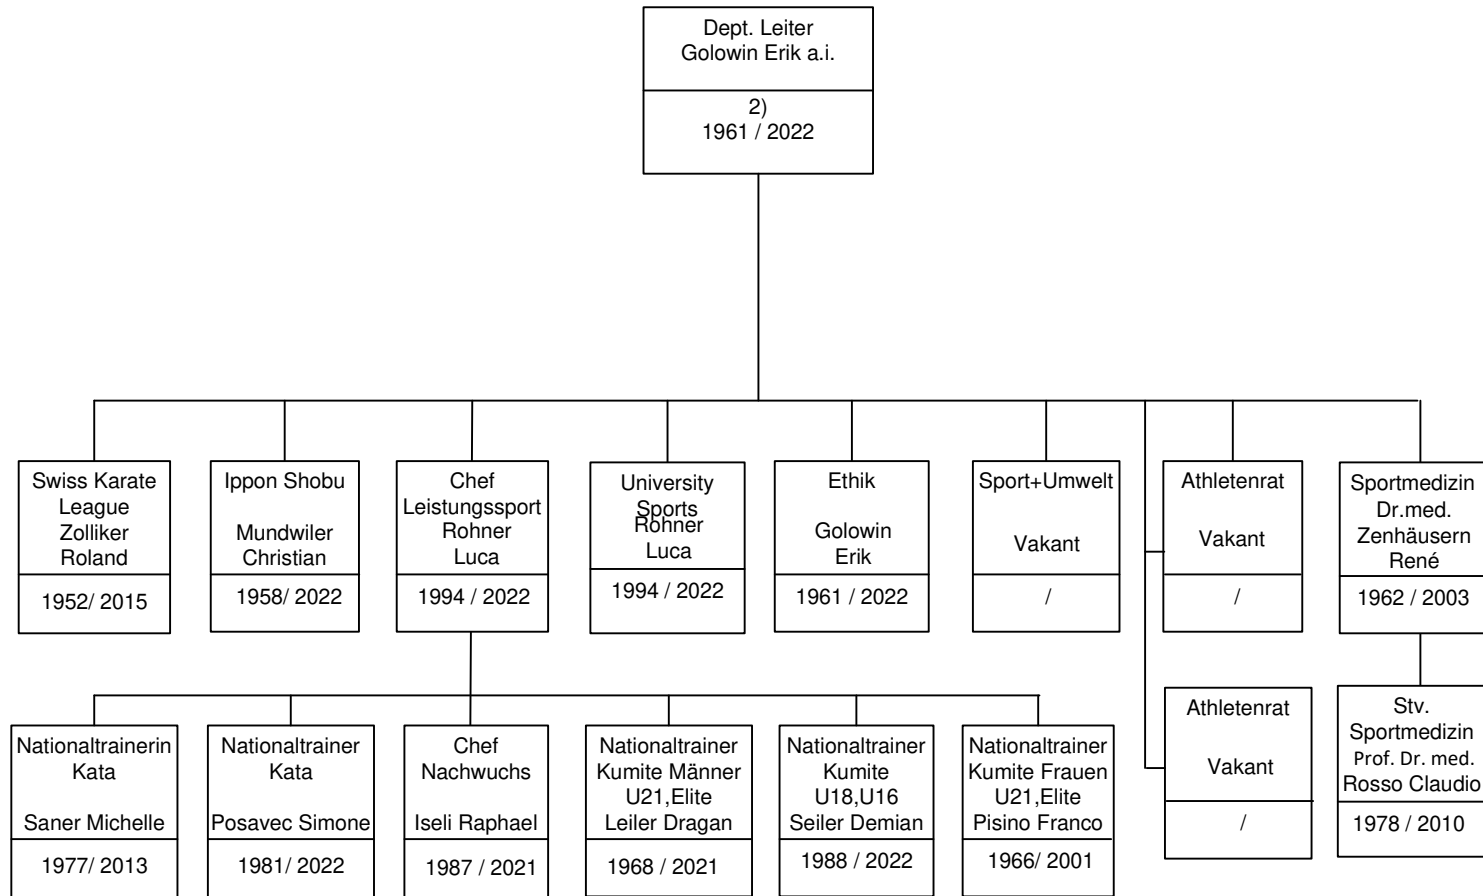 Dept. Leiter
Golowin Erik a.i.
2)
1961 / 2022
Swiss Karate
League
Zolliker
Roland
1952/ 2015
Ippon Shobu
Mundwiler
Christian
1958/ 2022
Chef
Leistungssport
Rohner
Luca
1994 / 2022
University
Sports
Rohner
Luca
1994 / 2022
Ethik
Golowin
Erik
1961 / 2022
Sport+Umwelt
Vakant
/
Athletenrat
Vakant
/
Sportmedizin
Dr.med.
Zenhäusern
René
1962 / 2003
Nationaltrainerin
Kata
Saner Michelle
1977/ 2013
Nationaltrainer
Kata
Posavec Simone
1981/ 2022
Chef
Nachwuchs
Iseli Raphael
1987 / 2021
Nationaltrainer
Kumite Männer
U21,Elite
Leiler Dragan
1968 / 2021
Nationaltrainer
Kumite
U18,U16
Seiler Demian
1988 / 2022
Nationaltrainer
Kumite Frauen
U21,Elite
Pisino Franco
1966/ 2001
Athletenrat
Vakant
/
Stv.
Sportmedizin
Prof. Dr. med.
Rosso Claudio
1978 / 2010